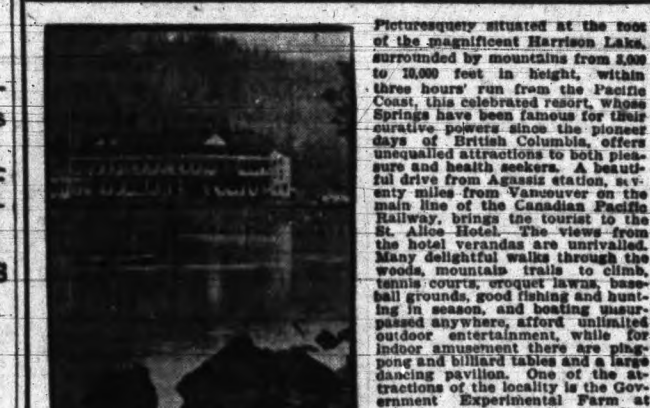 Picturesquely situated at the foot
of the magnificent Harrison Lake,
surrounded by mountains from 3,000
to 10,000 feet in height, within
three hours' run from the Pacific
Coast, this celebrated resort, whose
Springs have been famous for their
curative powers since the pioneer
days of British Columbia, offers
unequalled attractions to both plea-
sure and health seekers. A beauti-
ful drive from Agassiz station, sev-
enty miles from Vancouver on the
main line of the Canadian Pacific
Railway, brings the tourist to the
St. Alice Hotel. The views from
the hotel verandas are unrivalled.
Many delightful walks through the
woods, mountain trails to climb,
tennis courts, croquet lawns, base-
ball grounds, good fishing and hunt-
ing in season, and boating unsur-
passed anywhere, afford unlimited
outdoor entertainment, while for
indoor amusement there are ping-
pong and billiard tables and a large
dancing pavilion. One of the at-
tractions of the locality is the Gov-
ernment Experimental Farm at